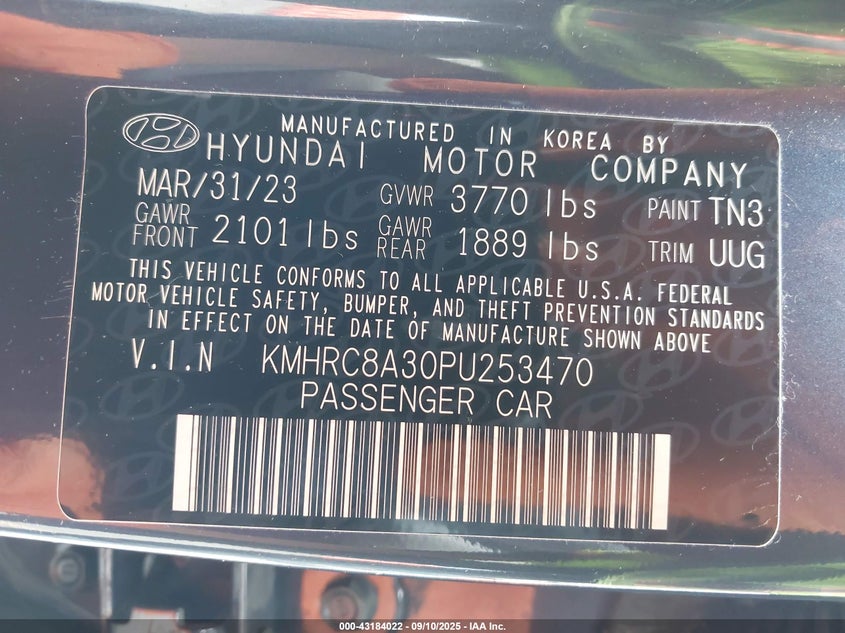 MANUFACTURED IN KOREA BY
HYUNDAI MOTOR COMPANY
MAR/31/23 GVWR 3770 lbs PAINT TN3
GAWR FRONT 2101 lbs GAWR REAR 1889 lbs TRIM UUG
THIS VEHICLE CONFORMS TO ALL APPLICABLE U.S.A. FEDERAL
MOTOR VEHICLE SAFETY, BUMPER, AND THEFT PREVENTION STANDARDS
IN EFFECT ON THE DATE OF MANUFACTURE SHOWN ABOVE
V.I.N KMHRC8A30PU253470
PASSENGER CAR
000-43184022 - 09/10/2025 - IAA Inc.